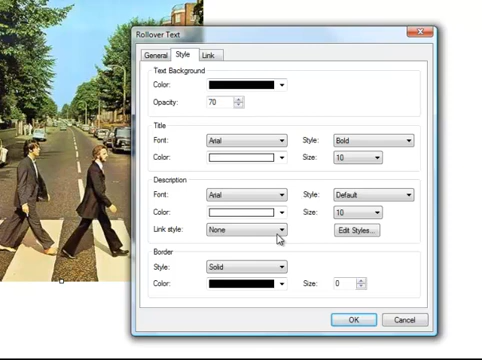 Rollover Text
General Style Link
Text Background
Color:
Opacity: 70
Title
Font: Arial Style: Bold
Color: Size: 10
Description
Font: Arial Style: Default
Color: Size: 10
Link style: None Edit Styles...
Border
Style: Solid
Color: Size: 0
OK Cancel